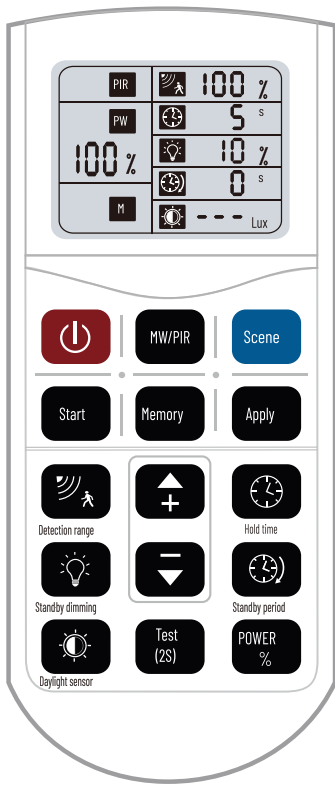 PIR
100 %
PW
5 s
100 %
10 %
0 s
M
--- Lux
MW/PIR
Scene
Start
Memory
Apply
+
Detection range
Hold time
−
Standby dimming
Standby period
Test
(2S)
POWER
%
Daylight sensor